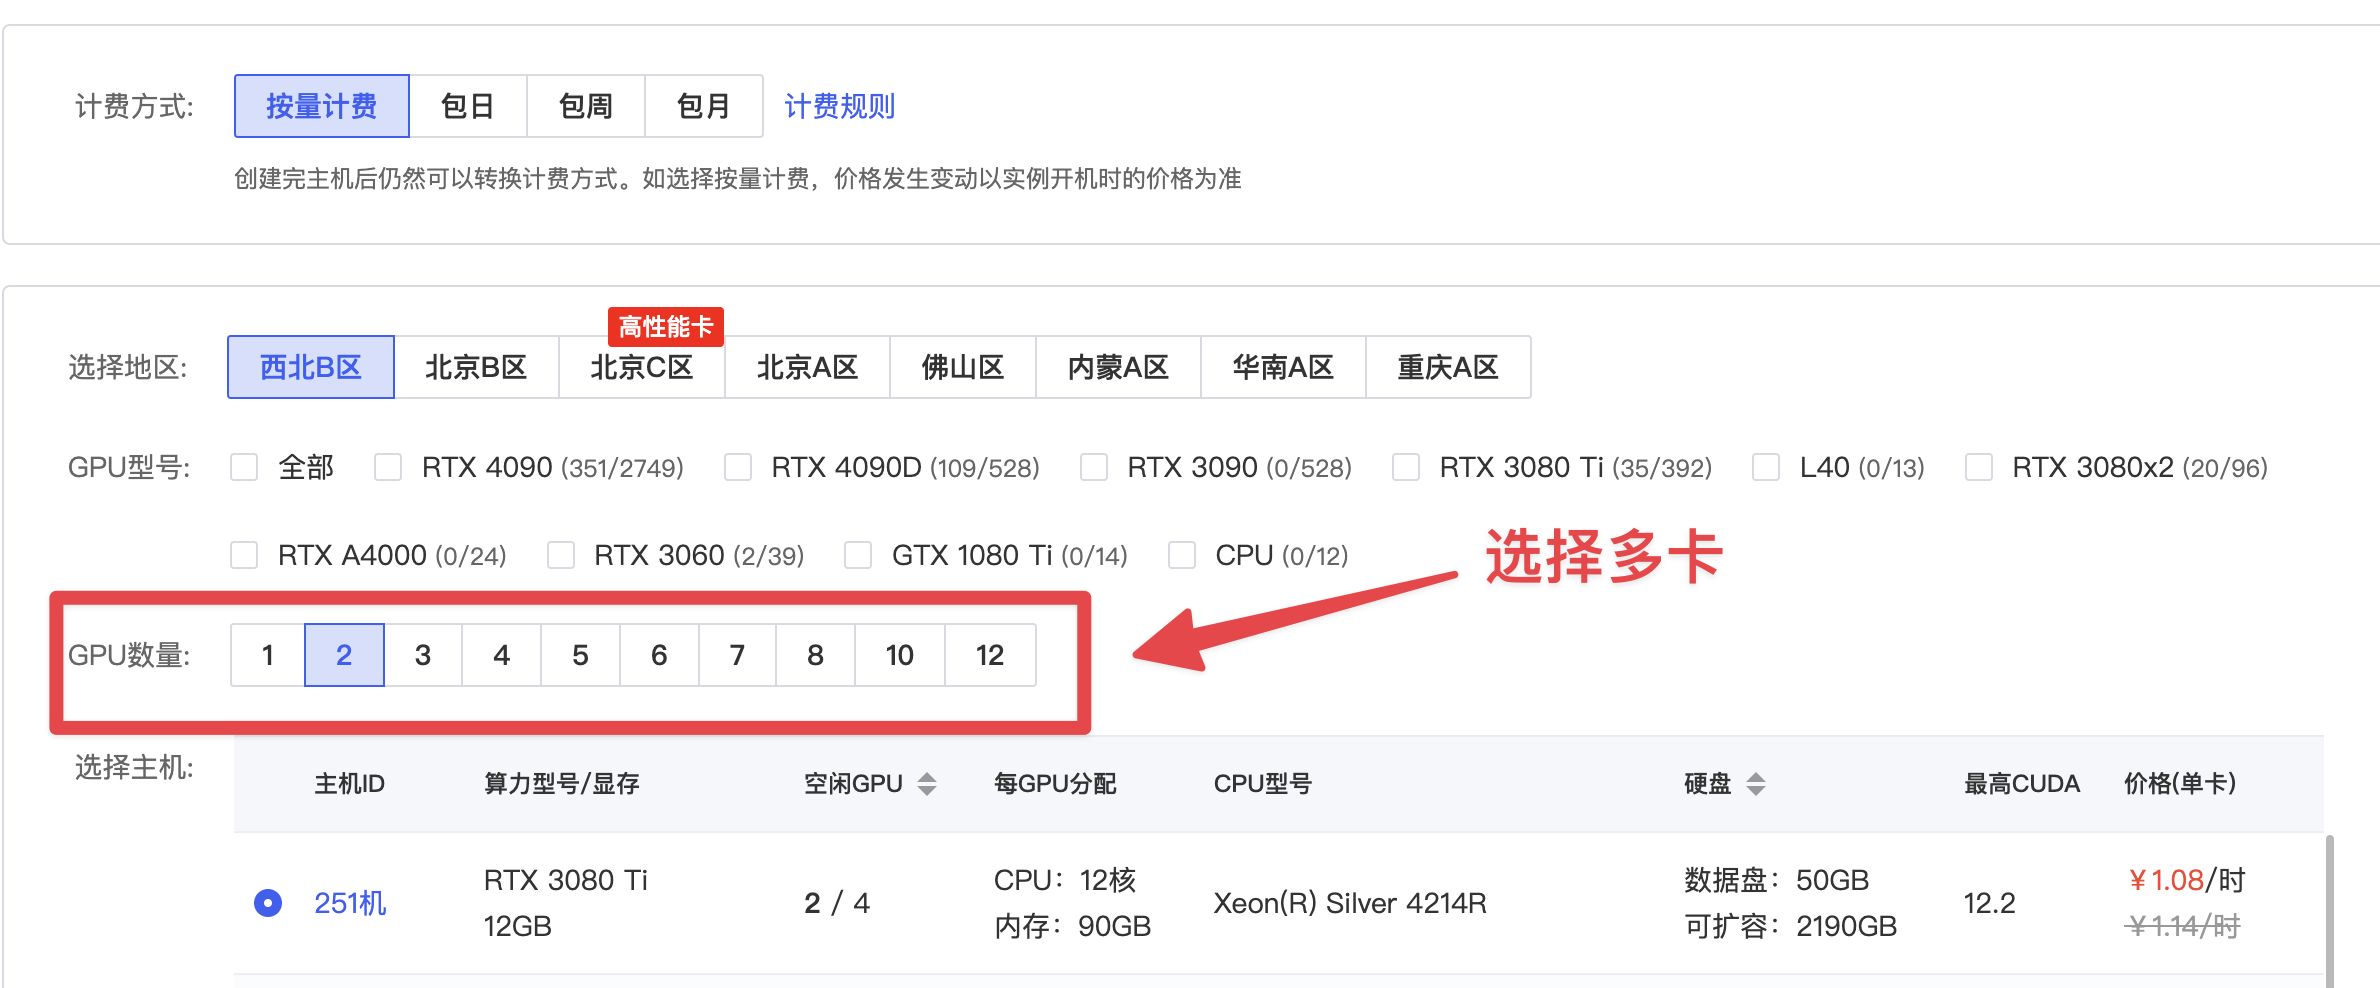 计费方式: 按量计费 包日 包周 包月 计费规则
创建完主机后仍然可以转换计费方式。如选择按量计费，价格发生变动以实例开机时的价格为准
高性能卡
选择地区: 西北B区 北京B区 北京C区 北京A区 佛山区 内蒙A区 华南A区 重庆A区
GPU型号: 全部 RTX 4090 (351/2749) RTX 4090D (109/528) RTX 3090 (0/528) RTX 3080 Ti (35/392) L40 (0/13) RTX 3080x2 (20/96)
RTX A4000 (0/24) RTX 3060 (2/39) GTX 1080 Ti (0/14) CPU (0/12)
选择多卡
GPU数量: 1 2 3 4 5 6 7 8 10 12
选择主机:
主机ID 算力型号/显存 空闲GPU 每GPU分配 CPU型号 硬盘 最高CUDA 价格(单卡)
251机 RTX 3080 Ti 2 / 4 CPU：12核 Xeon(R) Silver 4214R 数据盘：50GB 12.2 ￥1.08/时
12GB 内存：90GB 可扩容：2190GB ￥1.14/时